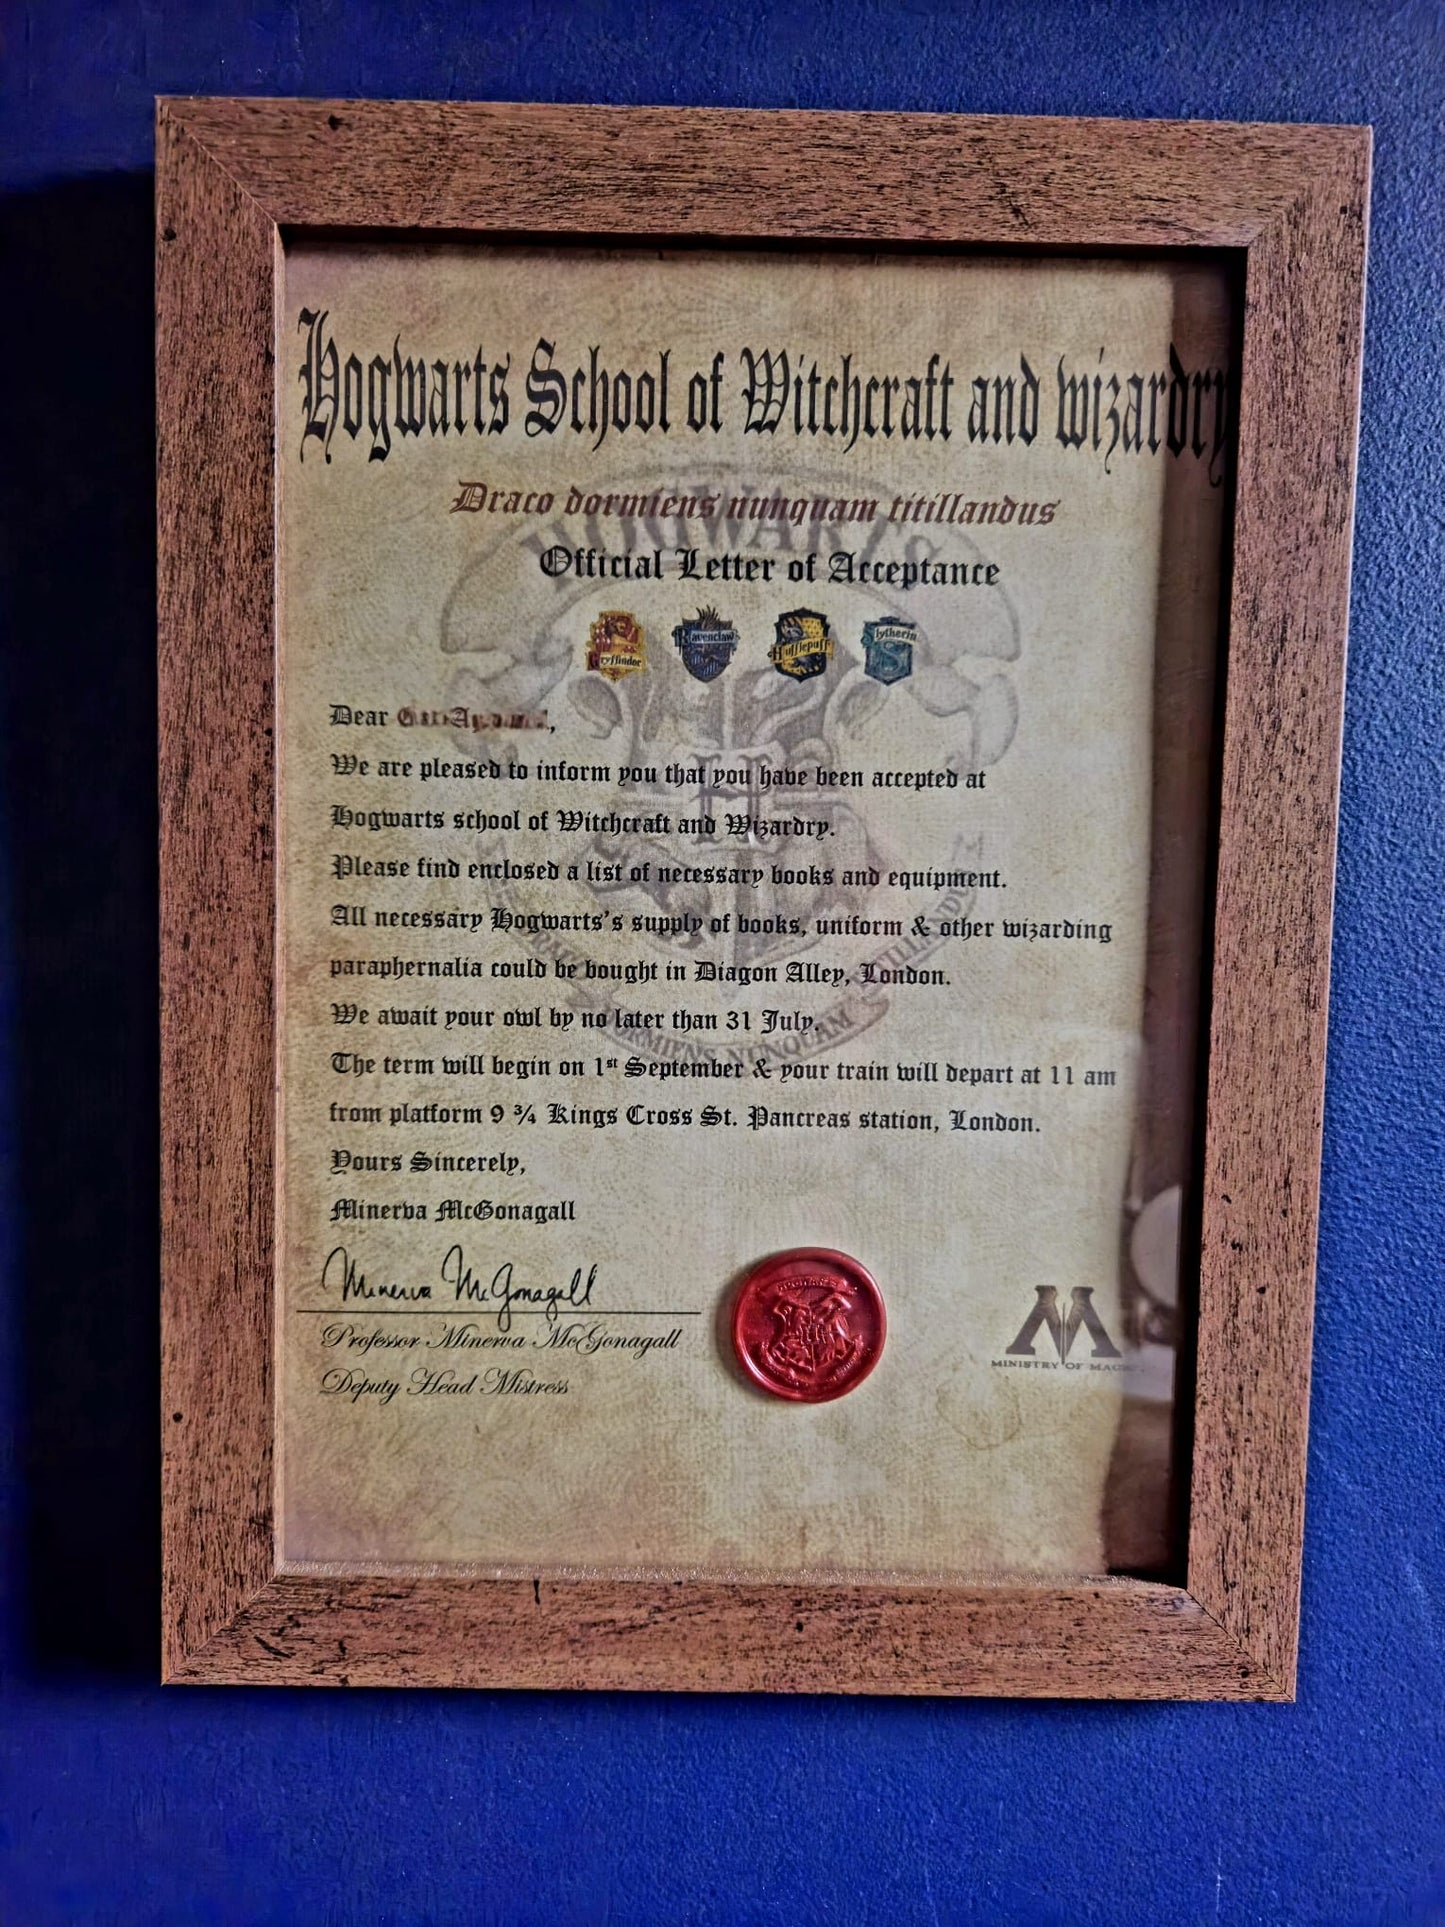 Hogwarts School of Witchcraft and wizardry
Draco dormiens nunquam titillandus
Official Letter of Acceptance
Gryffindor Ravenclaw Hufflepuff Slytherin
Dear
We are pleased to inform you that you have been accepted at
Hogwarts school of Witchcraft and Wizardry.
Please find enclosed a list of necessary books and equipment.
All necessary Hogwarts's supply of books, uniform & other wizarding
paraphernalia could be bought in Diagon Alley, London.
We await your owl by no later than 31 July.
The term will begin on 1st September & your train will depart at 11 am
from platform 9 ¾ Kings Cross St. Pancreas station, London.
Yours Sincerely,
Minerva McGonagall
Minerva McGonagall
Professor Minerva McGonagall
Deputy Head Mistress
HOGWARTS
H
DORMIENS NUNQUAM TITILLANDUS
M
MINISTRY OF MAGIC